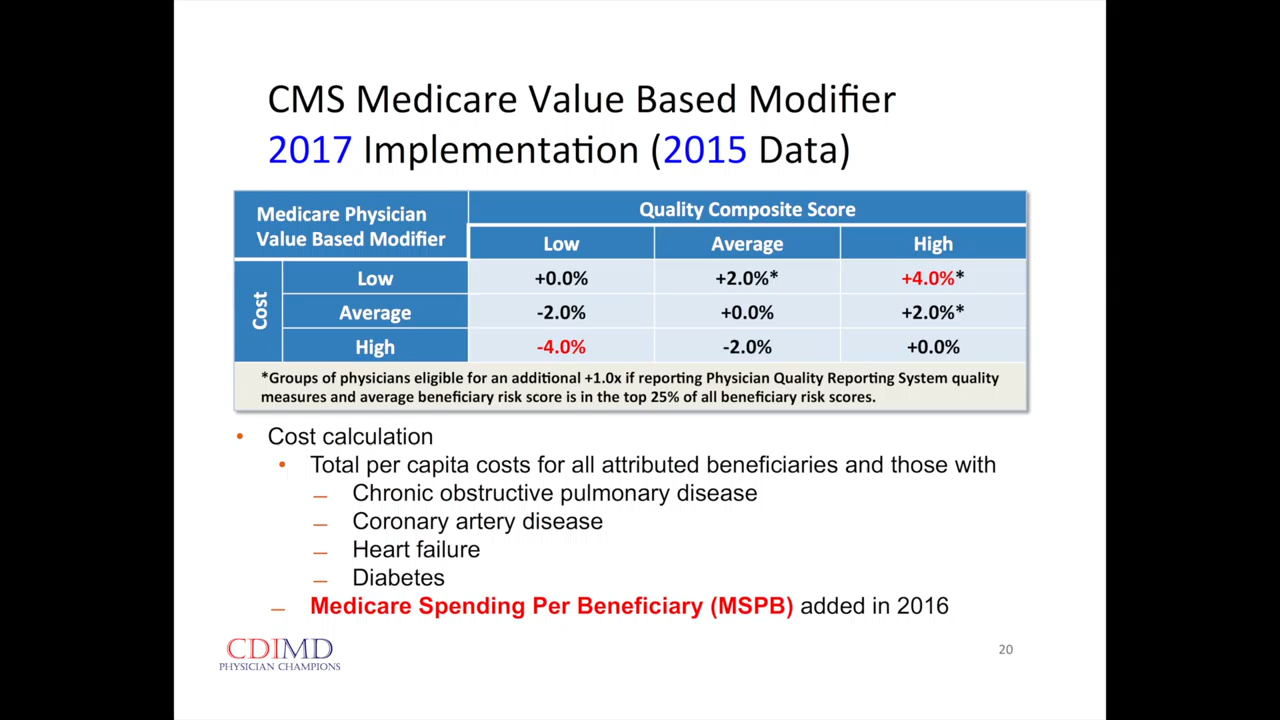 CMS Medicare Value Based Modifier
2017 Implementation (2015 Data)
Medicare Physician
Value Based Modifier
Quality Composite Score
Low Average High
Cost
Low +0.0% +2.0%* +4.0%*
Average -2.0% +0.0% +2.0%*
High -4.0% -2.0% +0.0%
*Groups of physicians eligible for an additional +1.0x if reporting Physician Quality Reporting System quality
measures and average beneficiary risk score is in the top 25% of all beneficiary risk scores.
• Cost calculation
• Total per capita costs for all attributed beneficiaries and those with
— Chronic obstructive pulmonary disease
— Coronary artery disease
— Heart failure
— Diabetes
— Medicare Spending Per Beneficiary (MSPB) added in 2016
CDIMD
PHYSICIAN CHAMPIONS
20